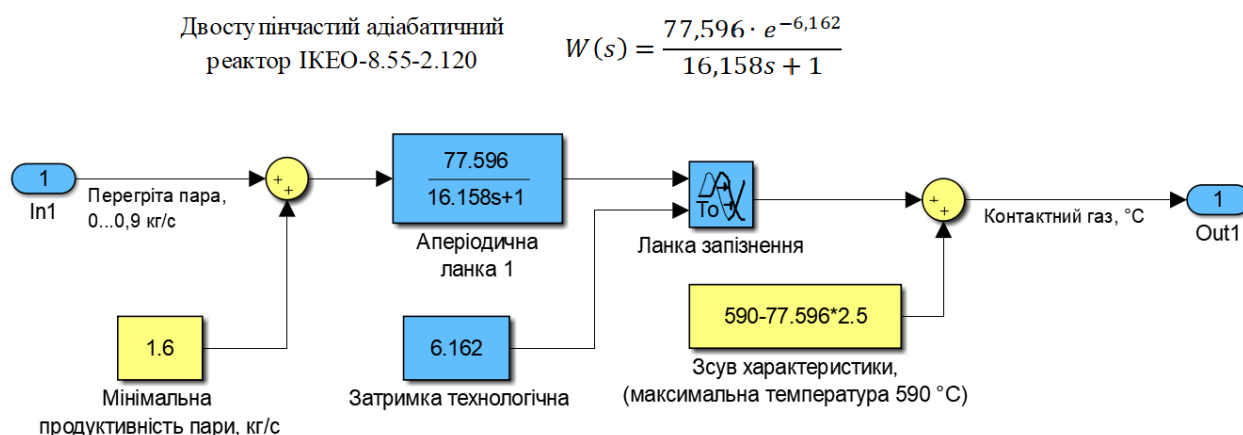 Двоступінчастий адіабатичний
реактор ІКЕО-8.55-2.120
W(s) = 77,596 · e^{−6,162} / 16,158s + 1
1
In1
Перегріта пара,
0...0,9 кг/с
+
+
77.596
16.158s+1
Аперіодична
ланка 1
To
Ланка запізнення
+
+
Контактний газ, °C
1
Out1
1.6
Мінімальна
продуктивність пари, кг/с
6.162
Затримка технологічна
590-77.596*2.5
Зсув характеристики,
(максимальна температура 590 °C)